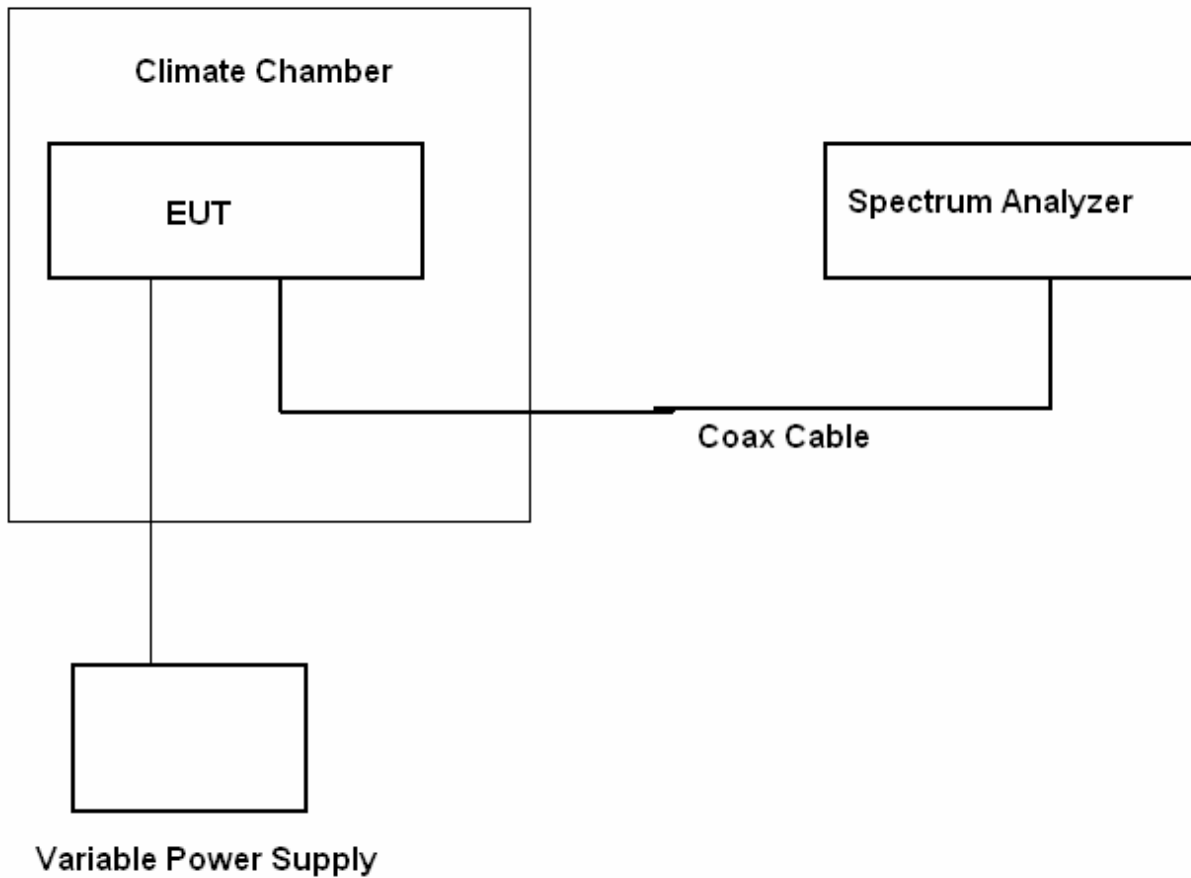 Climate Chamber
EUT
Spectrum Analyzer
Coax Cable
Variable Power Supply